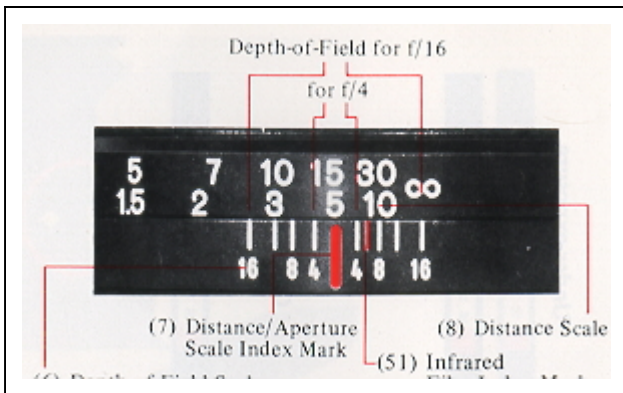 Depth-of-Field for f/16
for f/4
5 7 10 15 30 ∞
1.5 2 3 5 10
16 8 4 4 8 16
(7) Distance/Aperture
Scale Index Mark
(8) Distance Scale
(51) Infrared